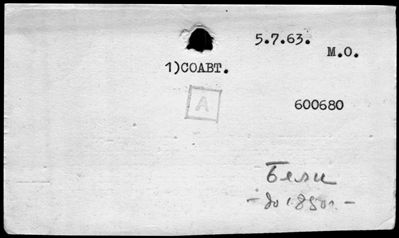 5.7.63.
М.О.
1)СОАВТ.
А
600680
Бели
- до 1850г -